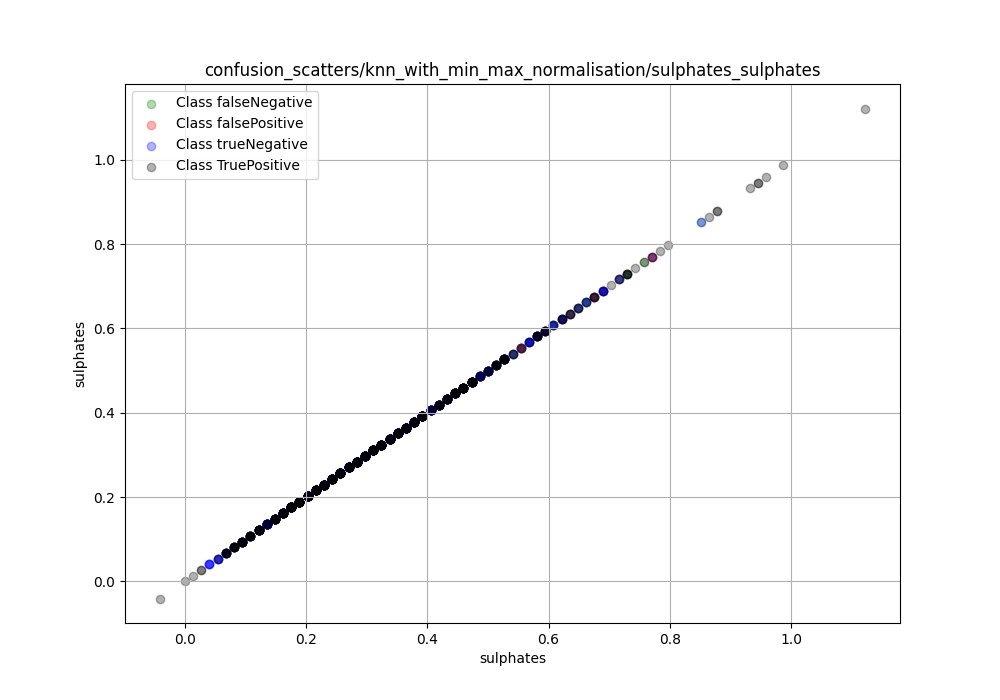 confusion_scatters/knn_with_min_max_normalisation/sulphates_sulphates
Class falseNegative
Class falsePositive
Class trueNegative
Class TruePositive
1.0
0.8
0.6
0.4
0.2
0.0
sulphates
0.0 0.2 0.4 0.6 0.8 1.0
sulphates